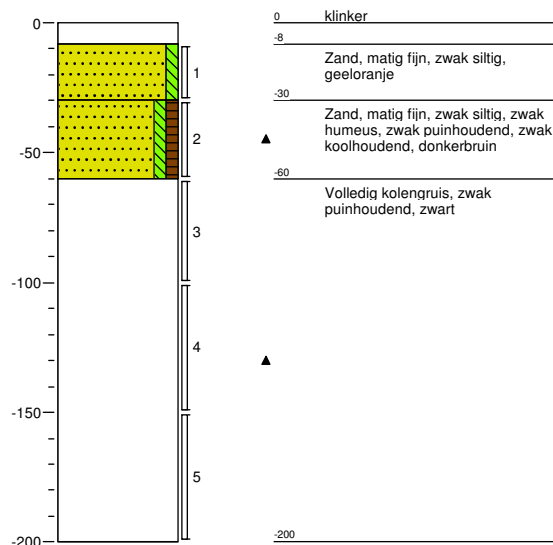 0
klinker
0
-8
Zand, matig fijn, zwak siltig,
geeloranje
1
-30
Zand, matig fijn, zwak siltig, zwak
humeus, zwak puinhoudend, zwak
koolhoudend, donkerbruin
2
-50
-60
Volledig kolengruis, zwak
puinhoudend, zwart
3
-100
4
-150
5
-200
-200